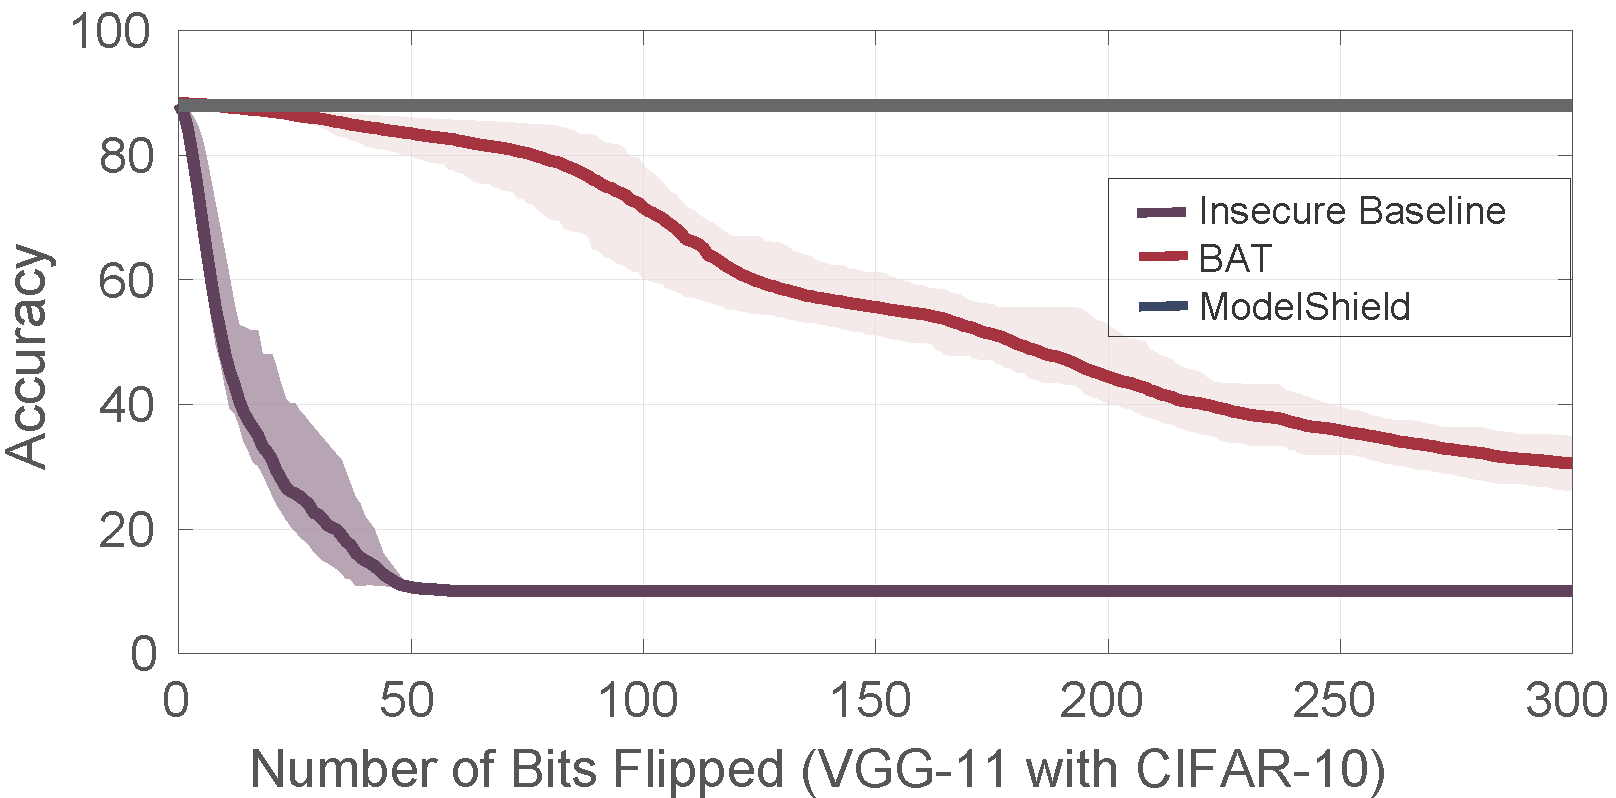 100
80
60
40
20
0
Accuracy
Insecure Baseline
BAT
ModelShield
0 50 100 150 200 250 300
Number of Bits Flipped (VGG-11 with CIFAR-10)